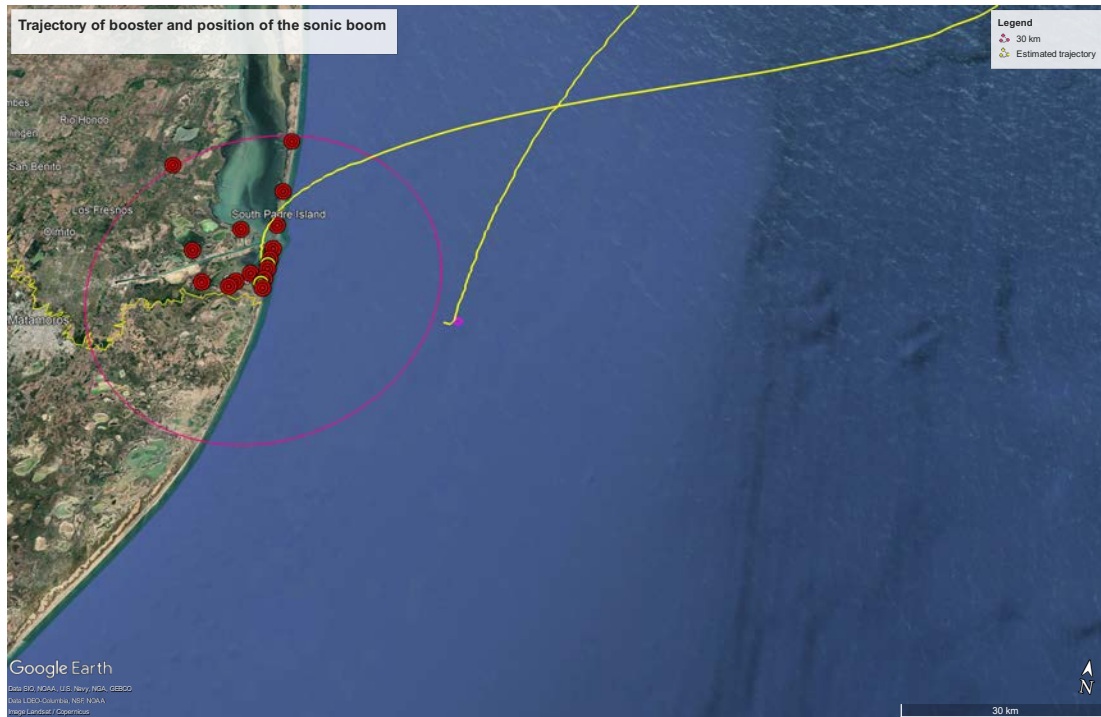 Trajectory of booster and position of the sonic boom
Legend
30 km
Estimated trajectory
Rio Hondo
San Benito
Los Fresnos
South Padre Island
Olmito
Matamoros
Google Earth
Data SIO, NOAA, U.S. Navy, NGA, GEBCO
Data LDEO-Columbia, NSF, NOAA
Image Landsat / Copernicus
N
30 km